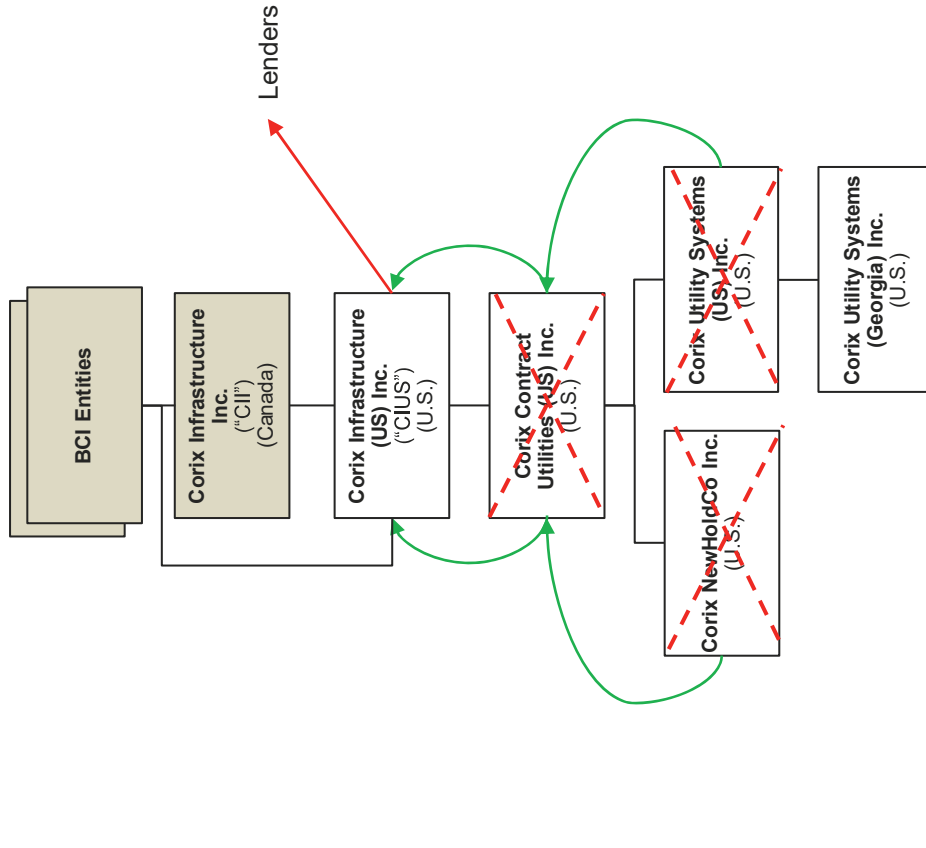 Lenders
BCI Entities
Corix Infrastructure
Inc.
("CII")
(Canada)
Corix Infrastructure
(US) Inc.
("CIUS")
(U.S.)
Corix Contract
Utilities (US) Inc.
(U.S.)
Corix NewHoldCo Inc.
(U.S.)
Corix Utility Systems
(US) Inc.
(U.S.)
Corix Utility Systems
(Georgia) Inc.
(U.S.)